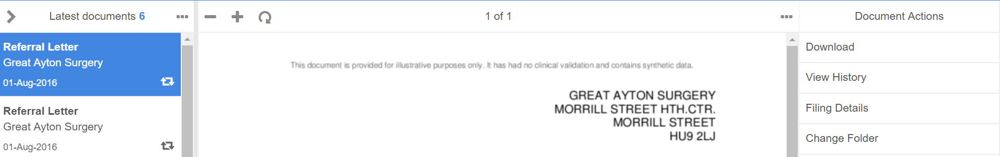 Latest documents 6
Referral Letter
Great Ayton Surgery
01-Aug-2016
Referral Letter
Great Ayton Surgery
01-Aug-2016
1 of 1
This document is provided for illustrative purposes only. It has had no clinical validation and contains synthetic data.
GREAT AYTON SURGERY
MORRILL STREET HTH.CTR.
MORRILL STREET
HU9 2LJ
Document Actions
Download
View History
Filing Details
Change Folder